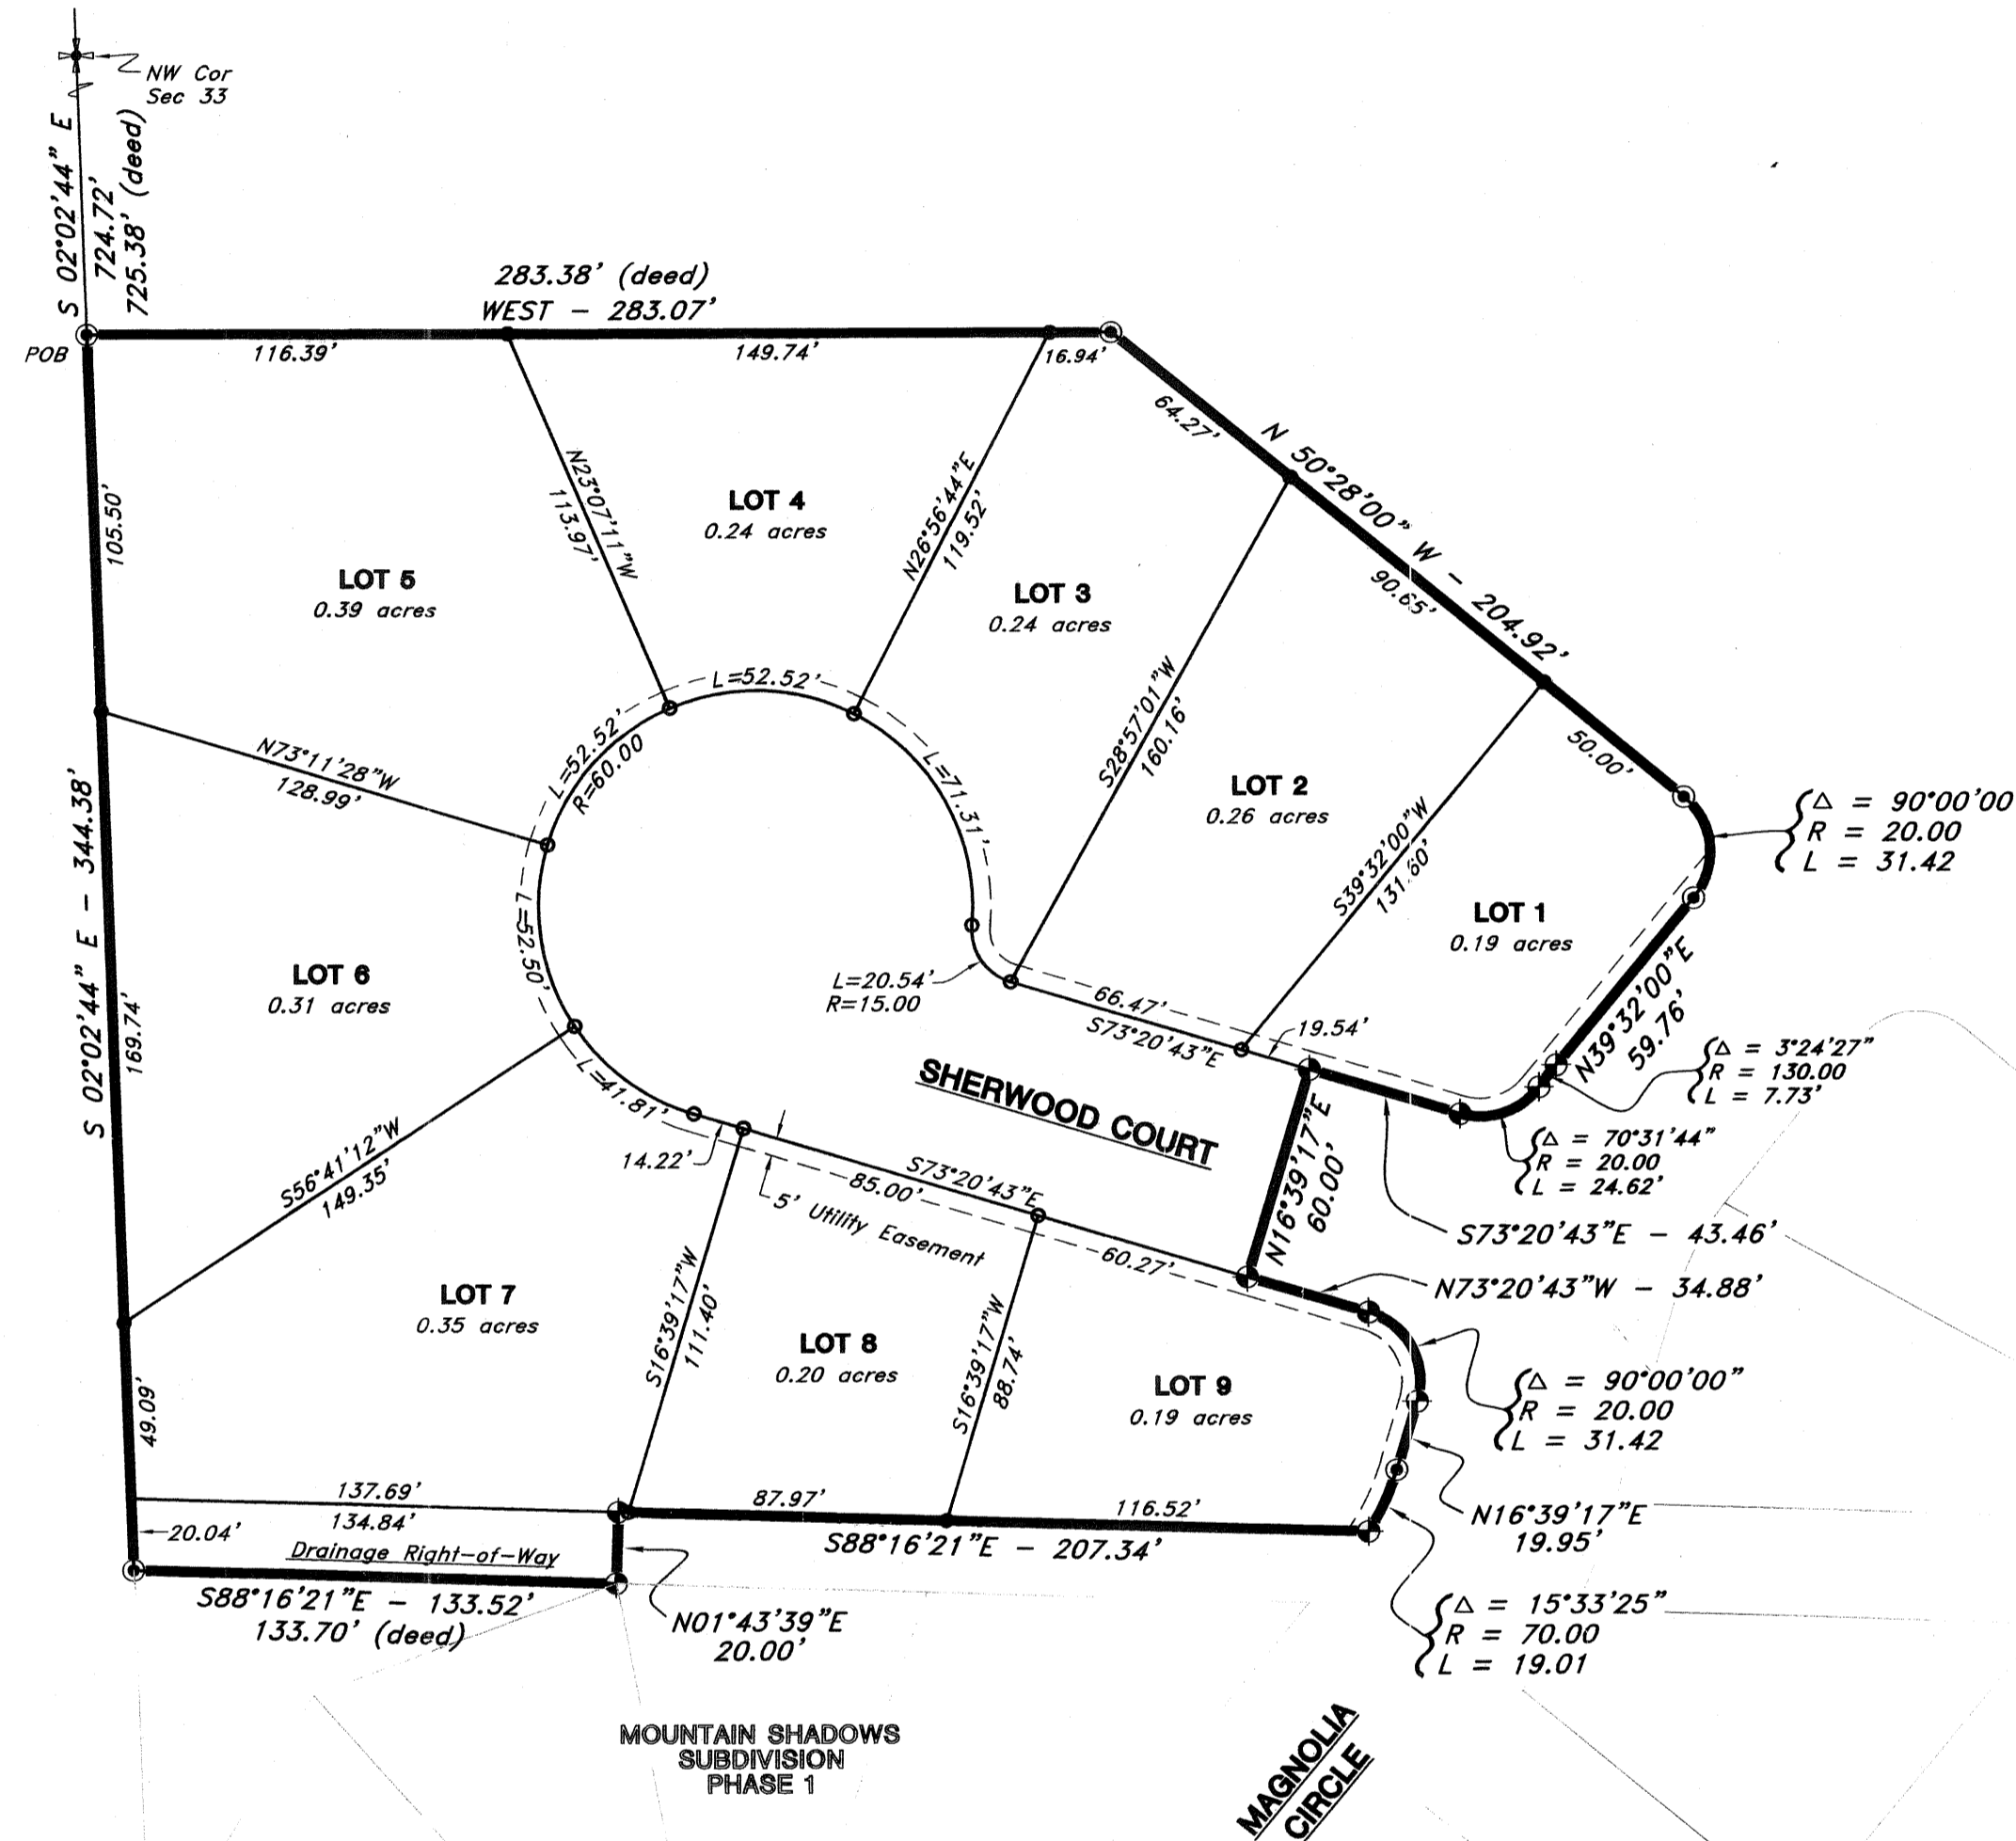 NW Cor
Sec 33
S 02°02'44" E
724.72'
725.38' (deed)
283.38' (deed)
WEST – 283.07'
POB
116.39'
149.74'
16.94'
64.27'
N 50°28'00" W – 204.92'
90.65'
50.00'
105.50'
N23°07'11"W
113.97'
LOT 4
0.24 acres
N26°56'44"E
119.52'
LOT 5
0.39 acres
LOT 3
0.24 acres
L=52.52'
L=52.52'
R=60.00
L=71.31'
S28°57'01"W
160.16'
LOT 2
0.26 acres
S39°32'00"W
131.60'
Δ = 90°00'00
R = 20.00
L = 31.42
N73°11'28"W
128.99'
LOT 1
0.19 acres
N39°32'00"E
59.76'
S 02°02'44" E – 344.38'
169.74'
LOT 6
0.31 acres
L=52.50'
L=20.54'
R=15.00
66.47'
S73°20'43"E
19.54'
Δ = 3°24'27"
R = 130.00
L = 7.73'
L=41.81'
SHERWOOD COURT
N16°39'17"E
60.00'
Δ = 70°31'44"
R = 20.00
L = 24.62'
S56°41'12"W
149.35'
14.22'
S73°20'43"E
85.00'
5' Utility Easement
60.27'
S73°20'43"E – 43.46'
N73°20'43"W – 34.88'
LOT 7
0.35 acres
S16°39'17"W
111.40'
LOT 8
0.20 acres
S16°39'17"W
88.74'
LOT 9
0.19 acres
Δ = 90°00'00"
R = 20.00
L = 31.42
49.09'
137.69'
134.84'
20.04'
Drainage Right–of–Way
87.97'
116.52'
S88°16'21"E – 207.34'
N16°39'17"E
19.95'
S88°16'21"E – 133.52'
133.70' (deed)
N01°43'39"E
20.00'
Δ = 15°33'25"
R = 70.00
L = 19.01
MOUNTAIN SHADOWS
SUBDIVISION
PHASE 1
MAGNOLIA
CIRCLE